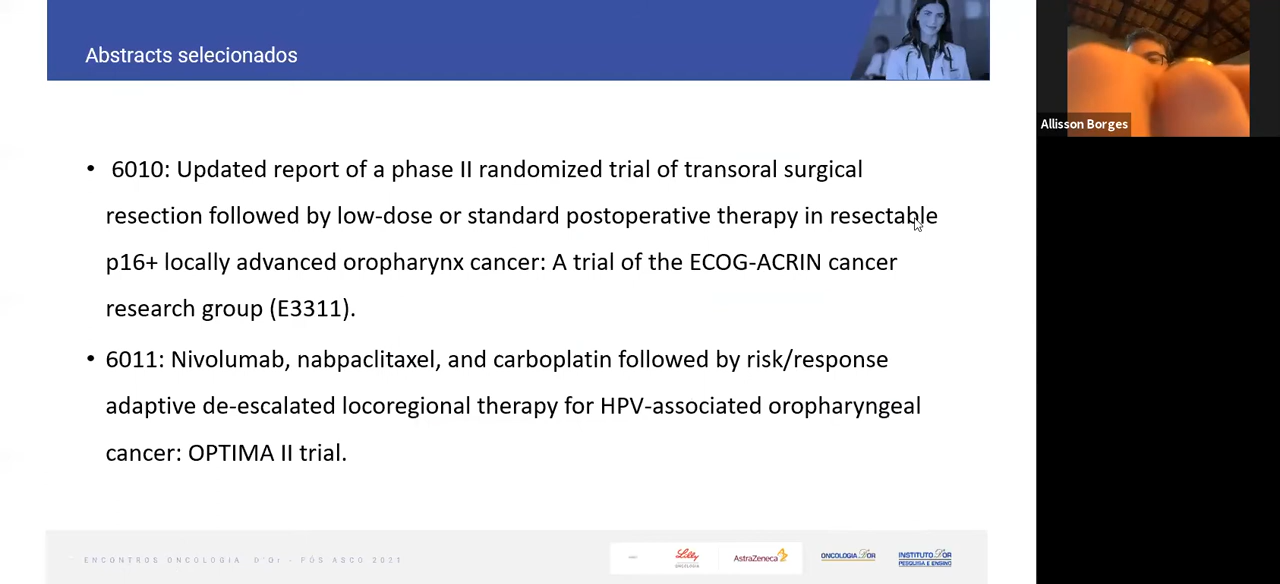 Abstracts selecionados
Allisson Borges
• 6010: Updated report of a phase II randomized trial of transoral surgical
resection followed by low-dose or standard postoperative therapy in resectable
p16+ locally advanced oropharynx cancer: A trial of the ECOG-ACRIN cancer
research group (E3311).
• 6011: Nivolumab, nabpaclitaxel, and carboplatin followed by risk/response
adaptive de-escalated locoregional therapy for HPV-associated oropharyngeal
cancer: OPTIMA II trial.
ENCONTROS ONCOLOGIA D'Or - PÓS ASCO 2021
Lilly
ONCOLOGIA
AstraZeneca
ONCOLOGIA D'OR
INSTITUTO D'OR
PESQUISA E ENSINO